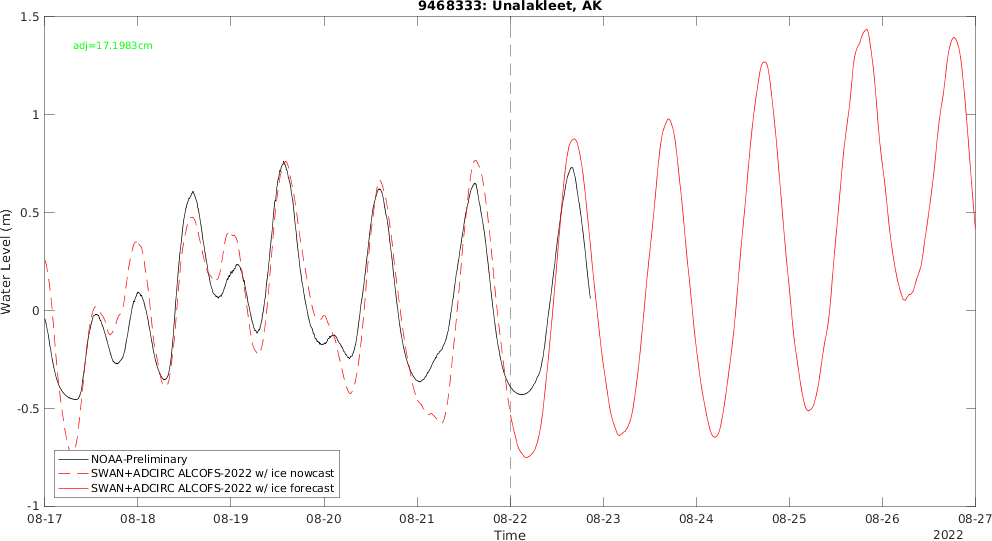 9468333: Unalakleet, AK
adj=17.1983cm
Water Level (m)
1.5
1
0.5
0
-0.5
-1
NOAA-Preliminary
SWAN+ADCIRC ALCOFS-2022 w/ ice nowcast
SWAN+ADCIRC ALCOFS-2022 w/ ice forecast
08-17 08-18 08-19 08-20 08-21 08-22 08-23 08-24 08-25 08-26 08-27
Time
2022